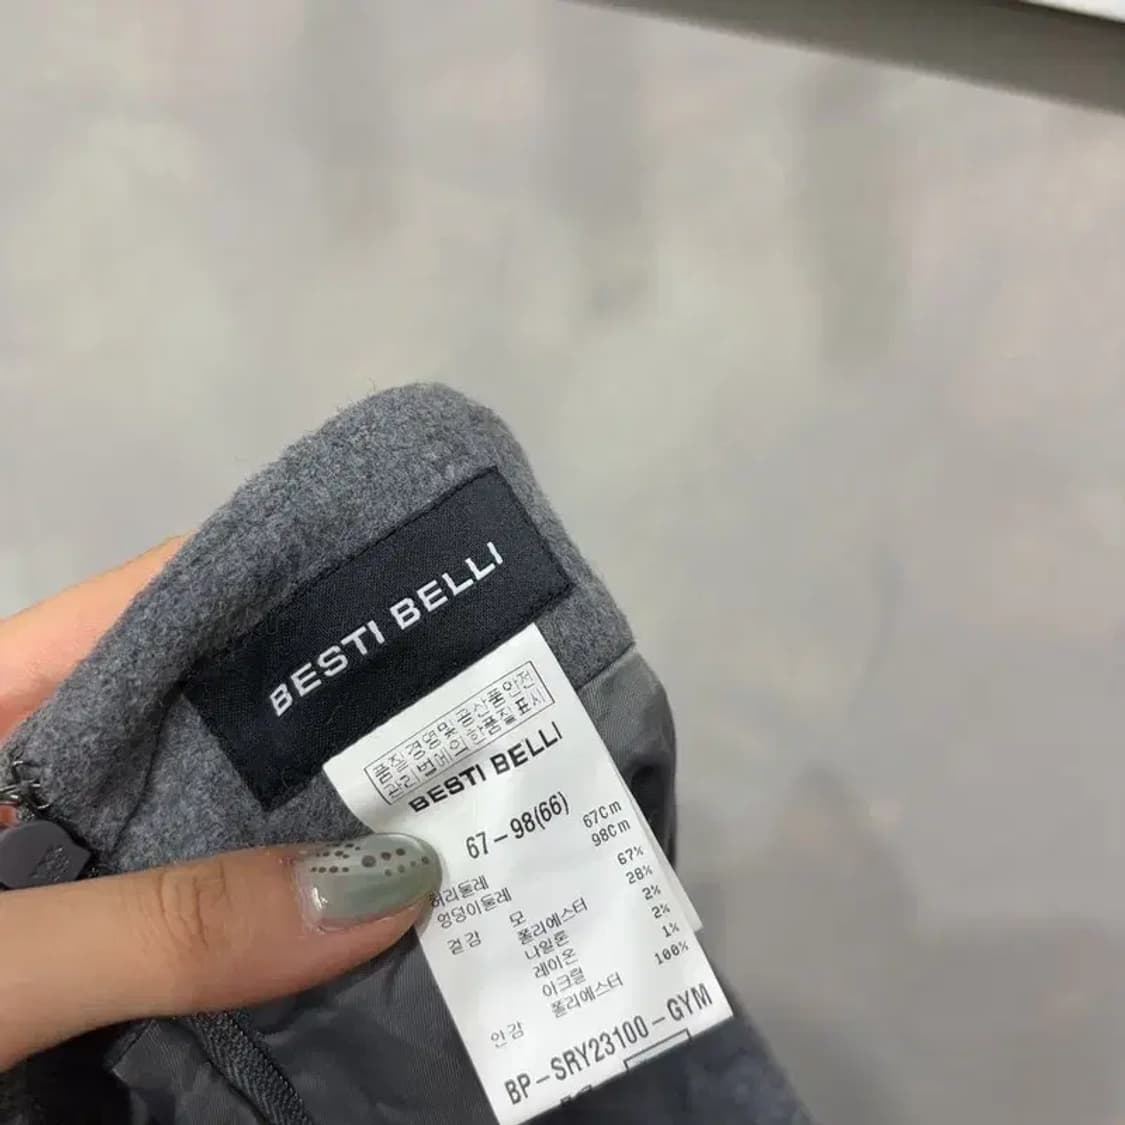 BESTI BELLI
품질경영및공산품안전
관리법에의한품질표시
BESTI BELLI
67-98(66)
허리둘레 67Cm
엉덩이둘레 98Cm
겉감 모 67%
폴리에스터 28%
나일론 2%
레이온 2%
아크릴 1%
안감 폴리에스터 100%
BP-SRY23100-GYM